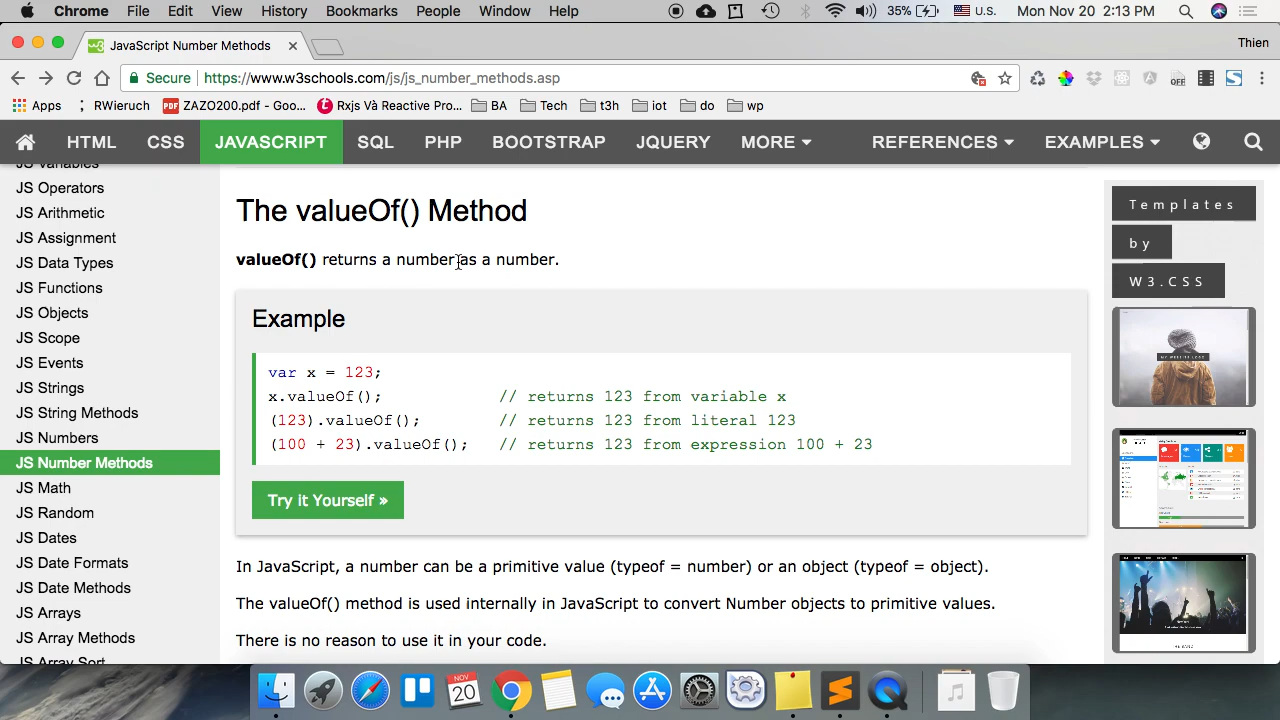 Chrome File Edit View History Bookmarks People Window Help 35% U.S. Mon Nov 20 2:13 PM
JavaScript Number Methods Thien
Secure https://www.w3schools.com/js/js_number_methods.asp
Apps RWieruch ZAZO200.pdf - Goo... Rxjs Và Reactive Pro... BA Tech t3h iot do wp
HTML CSS JAVASCRIPT SQL PHP BOOTSTRAP JQUERY MORE REFERENCES EXAMPLES
JS Variables
JS Operators
JS Arithmetic
JS Assignment
JS Data Types
JS Functions
JS Objects
JS Scope
JS Events
JS Strings
JS String Methods
JS Numbers
JS Number Methods
JS Math
JS Random
JS Dates
JS Date Formats
JS Date Methods
JS Arrays
JS Array Methods
JS Array Sort
The valueOf() Method
valueOf() returns a number as a number.
Example
var x = 123;
x.valueOf(); // returns 123 from variable x
(123).valueOf(); // returns 123 from literal 123
(100 + 23).valueOf(); // returns 123 from expression 100 + 23
Try it Yourself »
In JavaScript, a number can be a primitive value (typeof = number) or an object (typeof = object).
The valueOf() method is used internally in JavaScript to convert Number objects to primitive values.
There is no reason to use it in your code.
Templates
by
W3.CSS
NOV
20